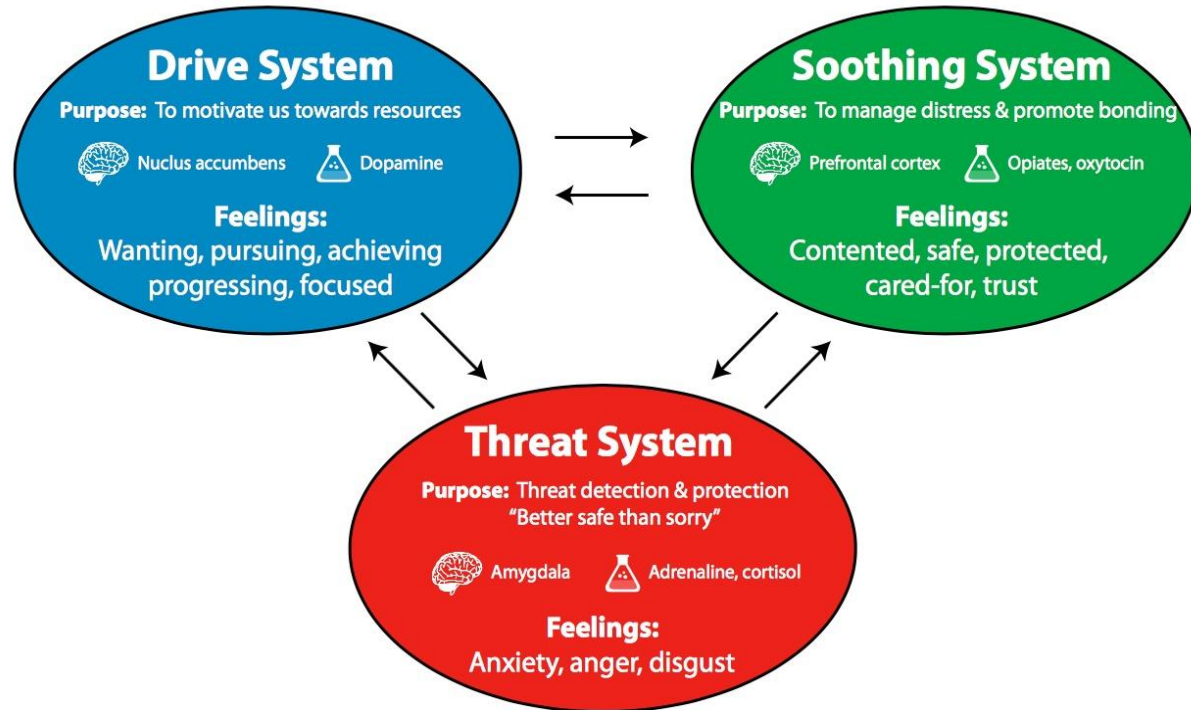 Drive System
Purpose: To motivate us towards resources
Nuclus accumbens
Dopamine
Feelings:
Wanting, pursuing, achieving
progressing, focused
Soothing System
Purpose: To manage distress & promote bonding
Prefrontal cortex
Opiates, oxytocin
Feelings:
Contented, safe, protected,
cared-for, trust
Threat System
Purpose: Threat detection & protection
“Better safe than sorry”
Amygdala
Adrenaline, cortisol
Feelings:
Anxiety, anger, disgust